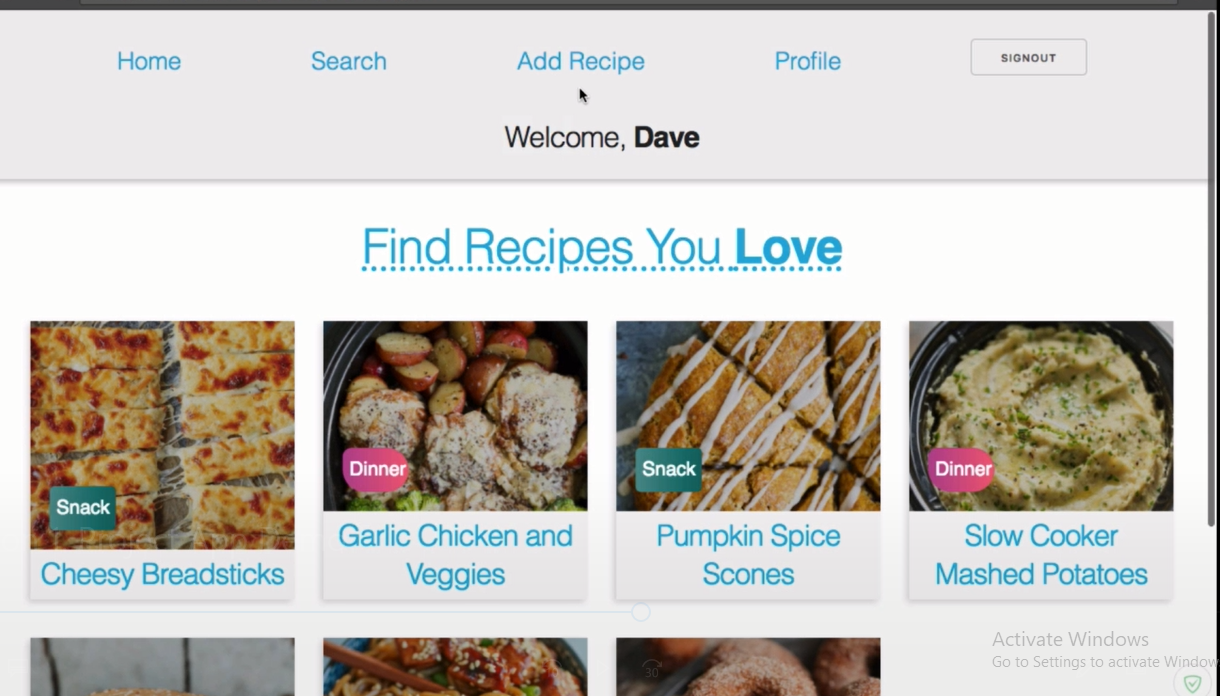 Home Search Add Recipe Profile SIGNOUT
Welcome, Dave
Find Recipes You Love
Snack
Cheesy Breadsticks
Dinner
Garlic Chicken and
Veggies
Snack
Pumpkin Spice
Scones
Dinner
Slow Cooker
Mashed Potatoes
30
Activate Windows
Go to Settings to activate Window